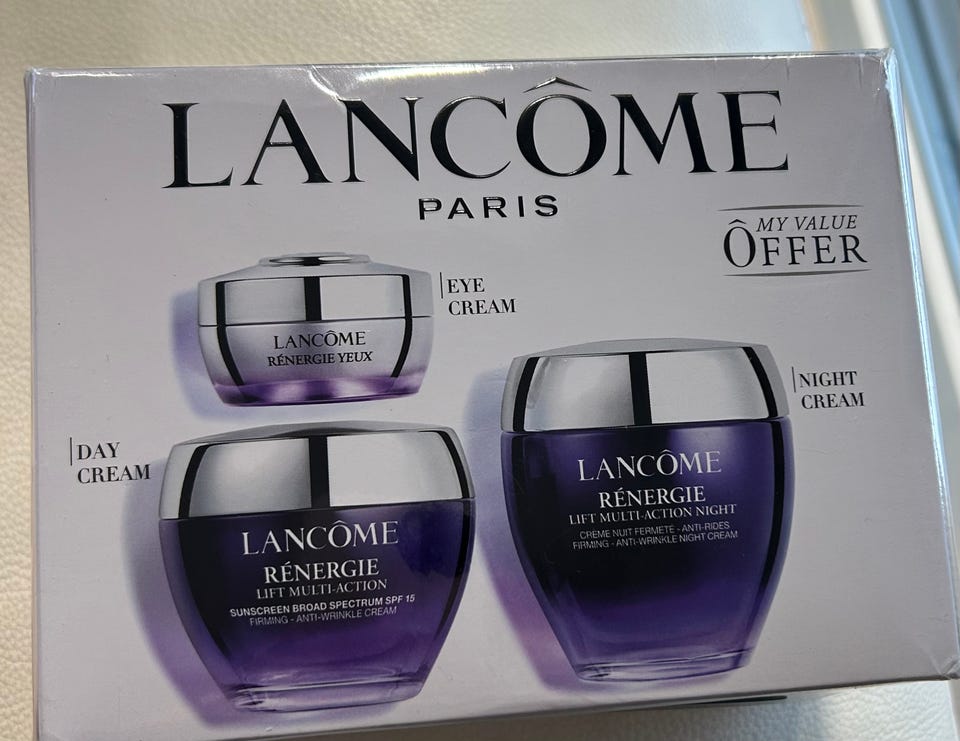 LANCÔME
PARIS
MY VALUE
ÔFFER
EYE
CREAM
LANCÔME
RÉNERGIE YEUX
NIGHT
CREAM
DAY
CREAM
LANCÔME
RÉNERGIE
LIFT MULTI-ACTION
SUNSCREEN BROAD SPECTRUM SPF 15
FIRMING - ANTI-WRINKLE CREAM
LANCÔME
RÉNERGIE
LIFT MULTI-ACTION NIGHT
CRÈME NUIT FERMETÉ - ANTI-RIDES
FIRMING - ANTI-WRINKLE NIGHT CREAM